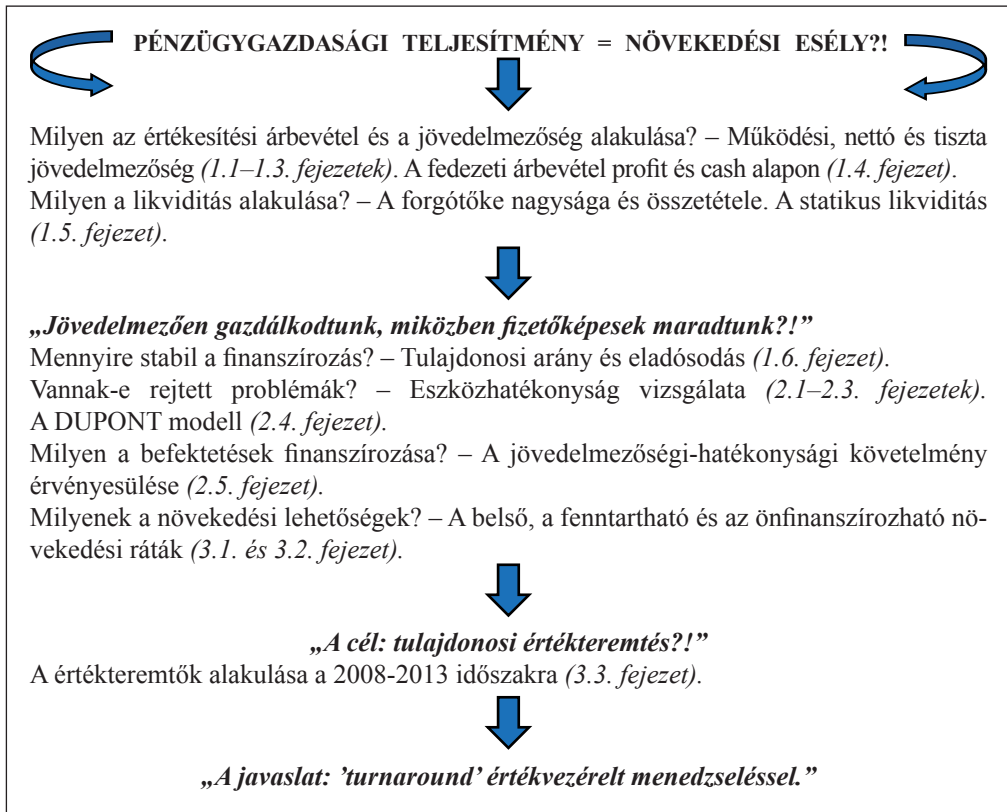 PÉNZÜGYGAZDASÁGI TELJESÍTMÉNY = NÖVEKEDÉSI ESÉLY?!
Milyen az értékesítési árbevétel és a jövedelmezőség alakulása? – Működési, nettó és tiszta
jövedelmezőség (1.1–1.3. fejezetek). A fedezeti árbevétel profit és cash alapon (1.4. fejezet).
Milyen a likviditás alakulása? – A forgótőke nagysága és összetétele. A statikus likviditás
(1.5. fejezet).
„Jövedelmezően gazdálkodtunk, miközben fizetőképesek maradtunk?!”
Mennyire stabil a finanszírozás? – Tulajdonosi arány és eladósodás (1.6. fejezet).
Vannak-e rejtett problémák? – Eszközhatékonyság vizsgálata (2.1–2.3. fejezetek).
A DUPONT modell (2.4. fejezet).
Milyen a befektetések finanszírozása? – A jövedelmezőségi-hatékonysági követelmény
érvényesülése (2.5. fejezet).
Milyenek a növekedési lehetőségek? – A belső, a fenntartható és az önfinanszírozható nö-
vekedési ráták (3.1. és 3.2. fejezet).
„A cél: tulajdonosi értékteremtés?!”
A értékteremtők alakulása a 2008-2013 időszakra (3.3. fejezet).
„A javaslat: ’turnaround’ értékvezérelt menedzseléssel.”